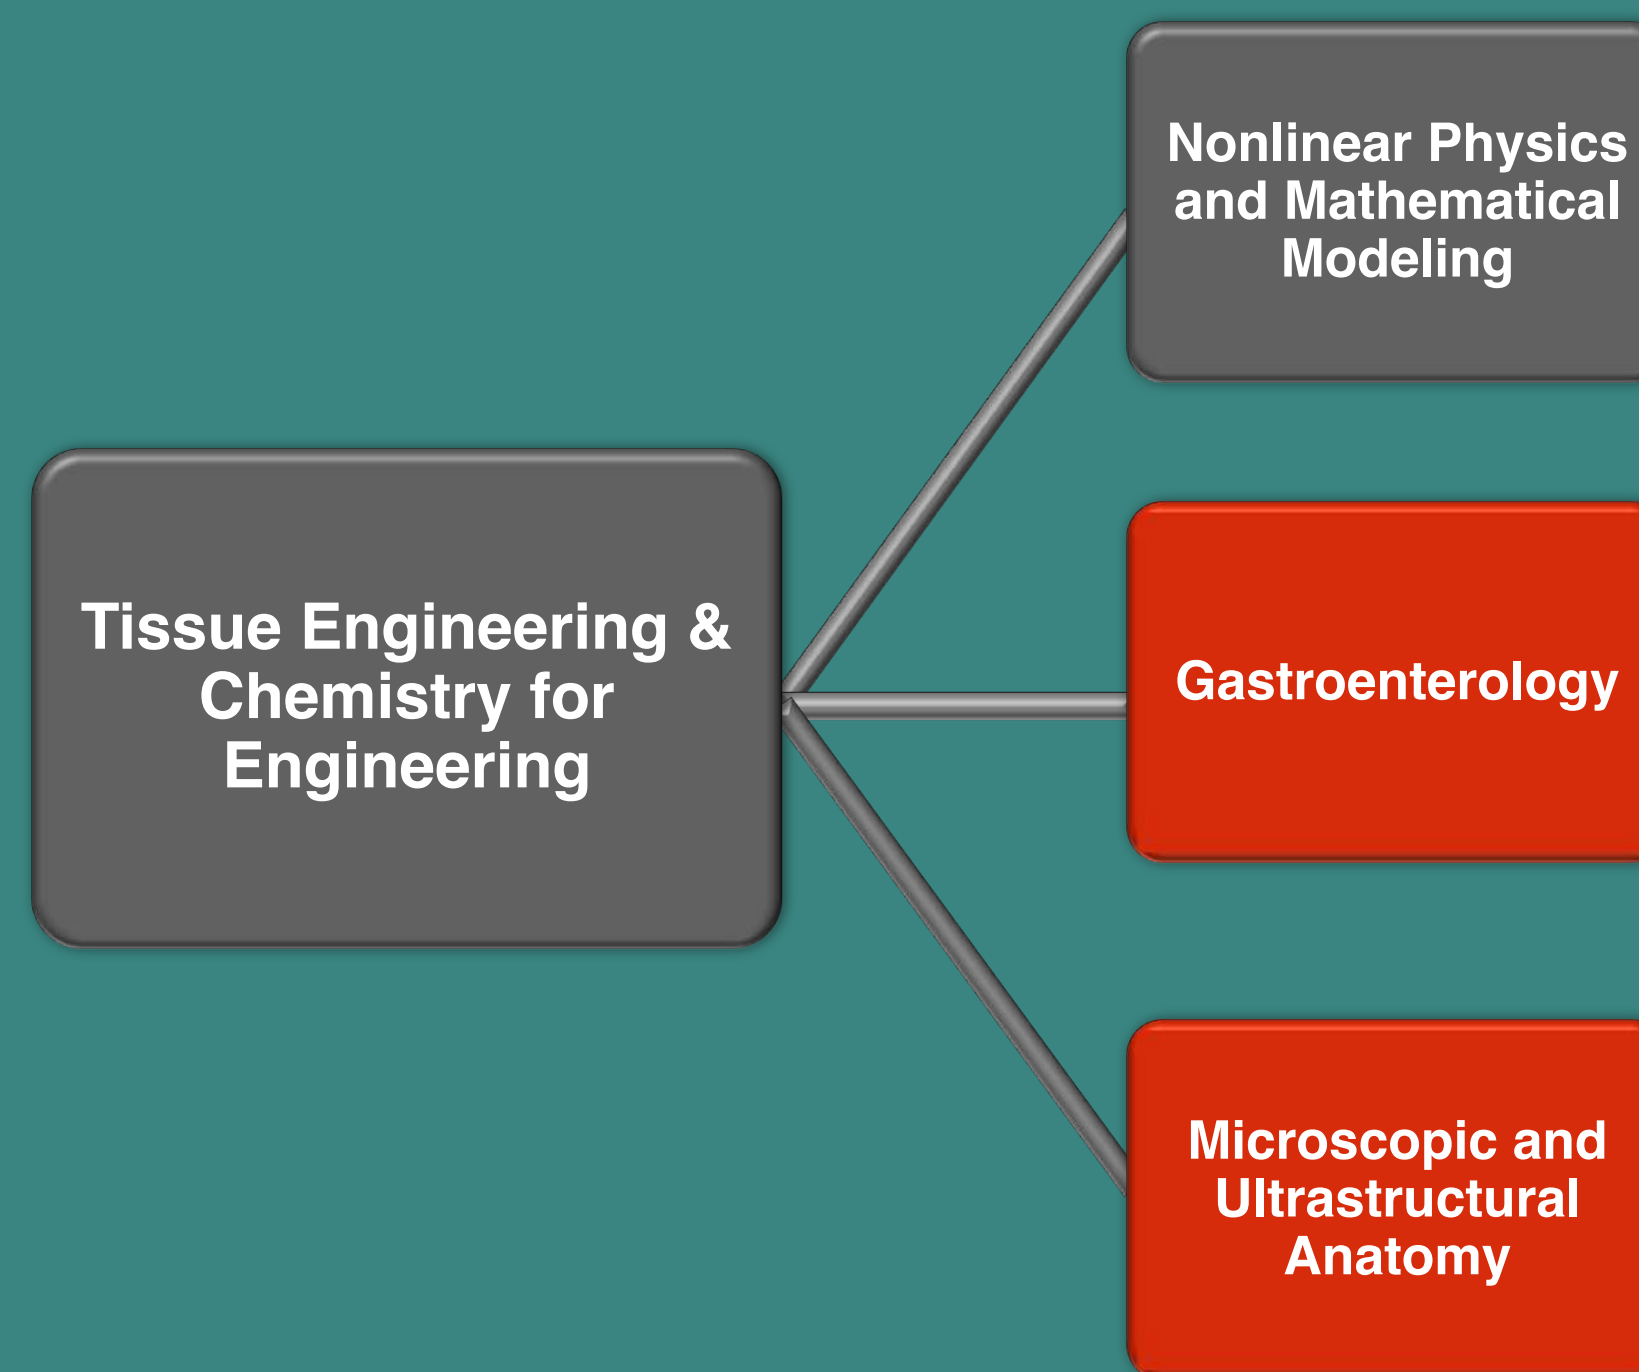 Nonlinear Physics
and Mathematical
Modeling
Tissue Engineering &
Chemistry for
Engineering
Gastroenterology
Microscopic and
Ultrastructural
Anatomy